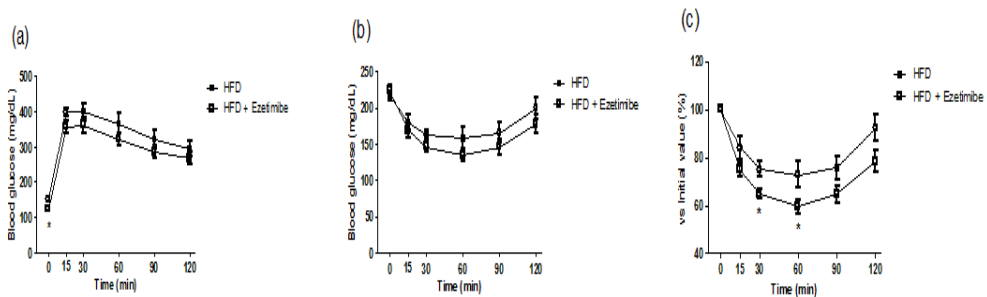 (a)
Blood glucose (mg/dL)
500
400
300
200
100
0
*
0 15 30 60 90 120
Time (min)
HFD
HFD + Ezetimibe
(b)
Blood glucose (mg/dL)
250
200
150
100
50
0
0 15 30 60 90 120
Time (min)
HFD
HFD + Ezetimibe
(c)
vs Initial value (%)
100
80
60
40
*
*
0 15 30 60 90 120
Time (min)
HFD
HFD + Ezetimibe